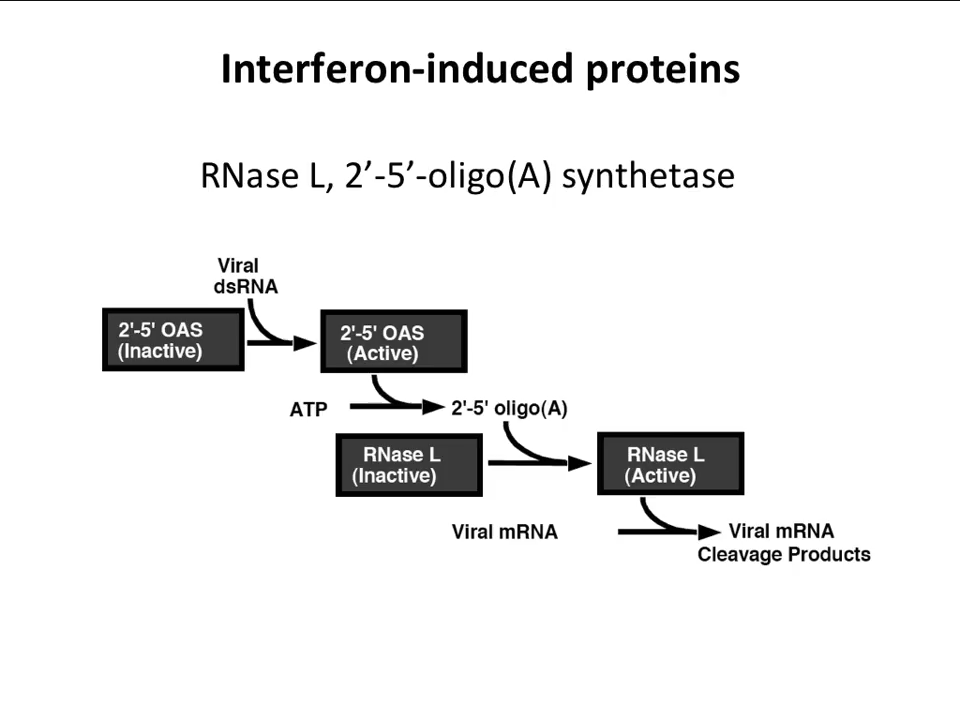 Interferon-induced proteins
RNase L, 2’-5’-oligo(A) synthetase
Viral
dsRNA
2'-5' OAS
(Inactive)
2'-5' OAS
(Active)
ATP
2'-5' oligo(A)
RNase L
(Inactive)
RNase L
(Active)
Viral mRNA
Viral mRNA
Cleavage Products